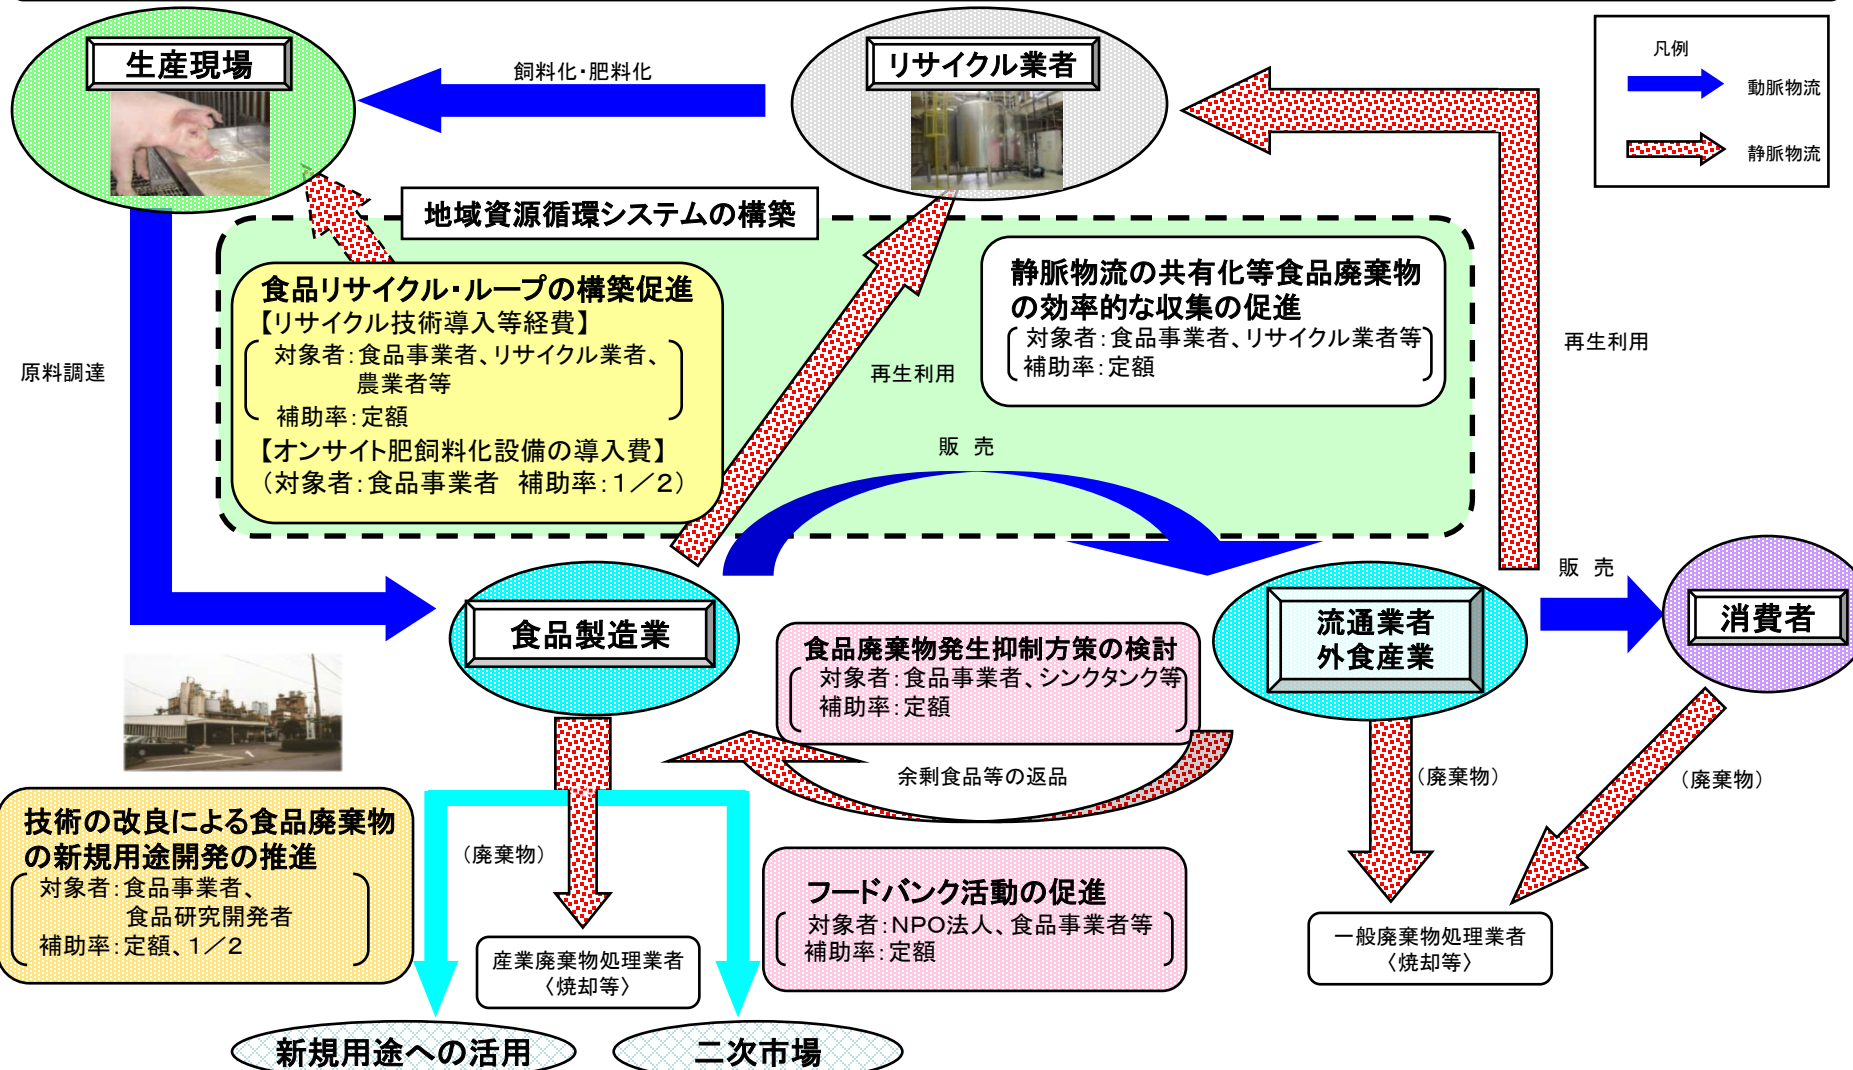 生産現場
飼料化・肥料化
リサイクル業者
凡例
動脈物流
静脈物流
地域資源循環システムの構築
食品リサイクル・ループの構築促進
【リサイクル技術導入等経費】
対象者：食品事業者、リサイクル業者、
農業者等
補助率：定額
【オンサイト肥飼料化設備の導入費】
（対象者：食品事業者　補助率：１／２）
静脈物流の共有化等食品廃棄物
の効率的な収集の促進
対象者：食品事業者、リサイクル業者等
補助率：定額
原料調達
再生利用
再生利用
販　売
販　売
食品製造業
流通業者
外食産業
消費者
食品廃棄物発生抑制方策の検討
対象者：食品事業者、シンクタンク等
補助率：定額
余剰食品等の返品
（廃棄物）
（廃棄物）
技術の改良による食品廃棄物
の新規用途開発の推進
対象者：食品事業者、
食品研究開発者
補助率：定額、１／２
（廃棄物）
フードバンク活動の促進
対象者：NPO法人、食品事業者等
補助率：定額
産業廃棄物処理業者
〈焼却等〉
一般廃棄物処理業者
〈焼却等〉
新規用途への活用
二次市場